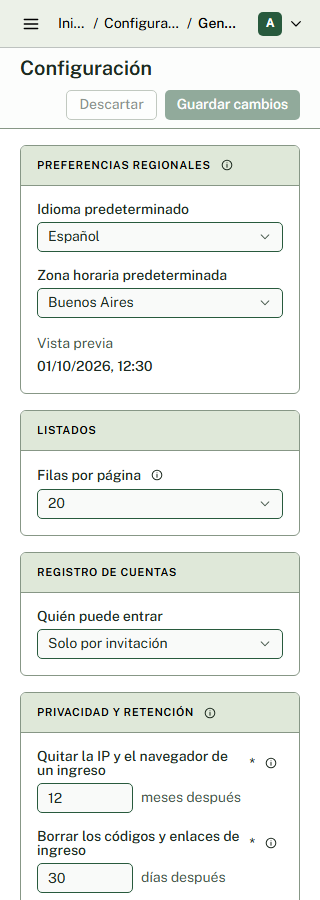 Ini... / Configura... / Gen... A
Configuración
Descartar Guardar cambios
PREFERENCIAS REGIONALES
Idioma predeterminado
Español
Zona horaria predeterminada
Buenos Aires
Vista previa
01/10/2026, 12:30
LISTADOS
Filas por página
20
REGISTRO DE CUENTAS
Quién puede entrar
Solo por invitación
PRIVACIDAD Y RETENCIÓN
Quitar la IP y el navegador de
un ingreso *
12 meses después
Borrar los códigos y enlaces de
ingreso *
30 días después